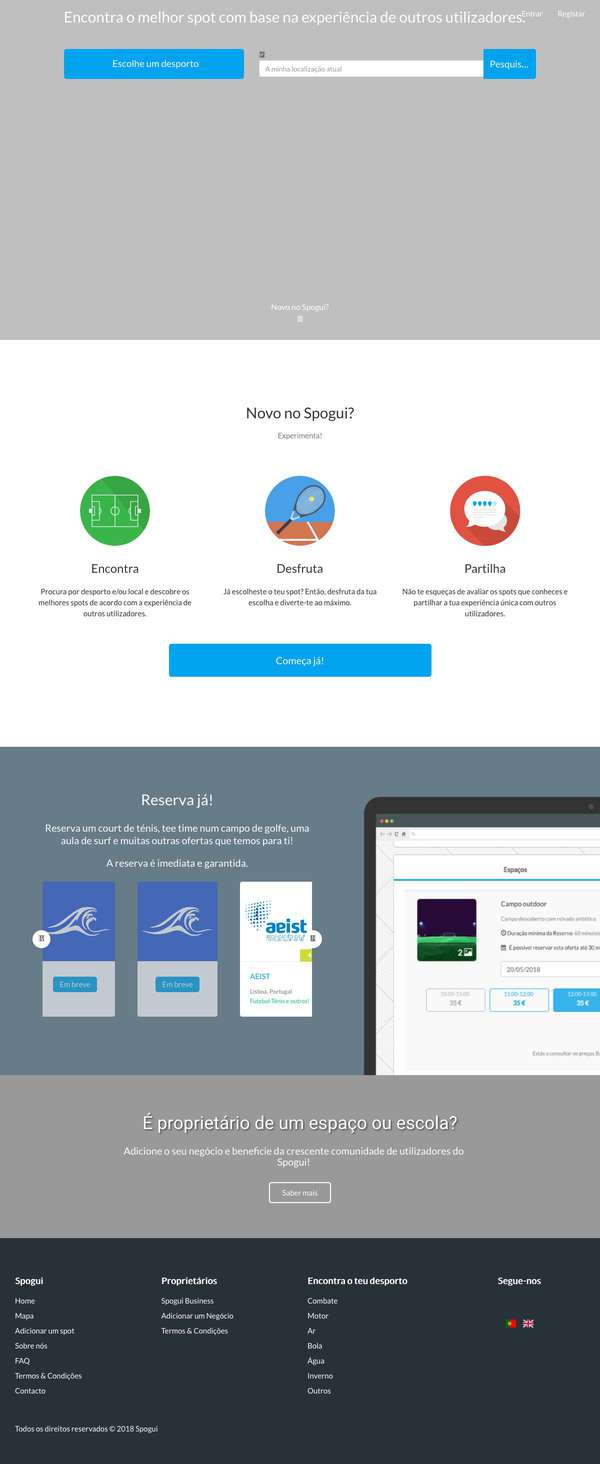 Encontra o melhor spot com base na experiência de outros utilizadores.
Entrar
Registar
Escolhe um desporto
A minha localização atual
Pesquis...
Novo no Spogui?
Novo no Spogui?
Experimenta!
Encontra
Procura por desporto e/ou local e descobre os
melhores spots de acordo com a experiência de
outros utilizadores.
Desfruta
Já escolheste o teu spot? Então, desfruta da tua
escolha e diverte-te ao máximo.
Partilha
Não te esqueças de avaliar os spots que conheces e
partilhar a tua experiência única com outros
utilizadores.
Começa já!
Reserva já!
Reserva um court de ténis, tee time num campo de golfe, uma
aula de surf e muitas outras ofertas que temos para ti!
A reserva é imediata e garantida.
Em breve
Em breve
aeist
AEIST
Lisboa, Portugal
Futebol Ténis e outros!
Espaços
Campo outdoor
Campo descoberto com relvado sintético
Duração mínima da Reserva: 60 minutos
É possível reservar esta oferta até 30 m
2
20/05/2018
10:00-11:00
35 €
11:00-12:00
35 €
12:00-13:00
35 €
Estás a consultar os preços B
É proprietário de um espaço ou escola?
Adicione o seu negócio e beneficie da crescente comunidade de utilizadores do
Spogui!
Saber mais
Spogui
Home
Mapa
Adicionar um spot
Sobre nós
FAQ
Termos & Condições
Contacto
Proprietários
Spogui Business
Adicionar um Negócio
Termos & Condições
Encontra o teu desporto
Combate
Motor
Ar
Bola
Água
Inverno
Outros
Segue-nos
Todos os direitos reservados © 2018 Spogui